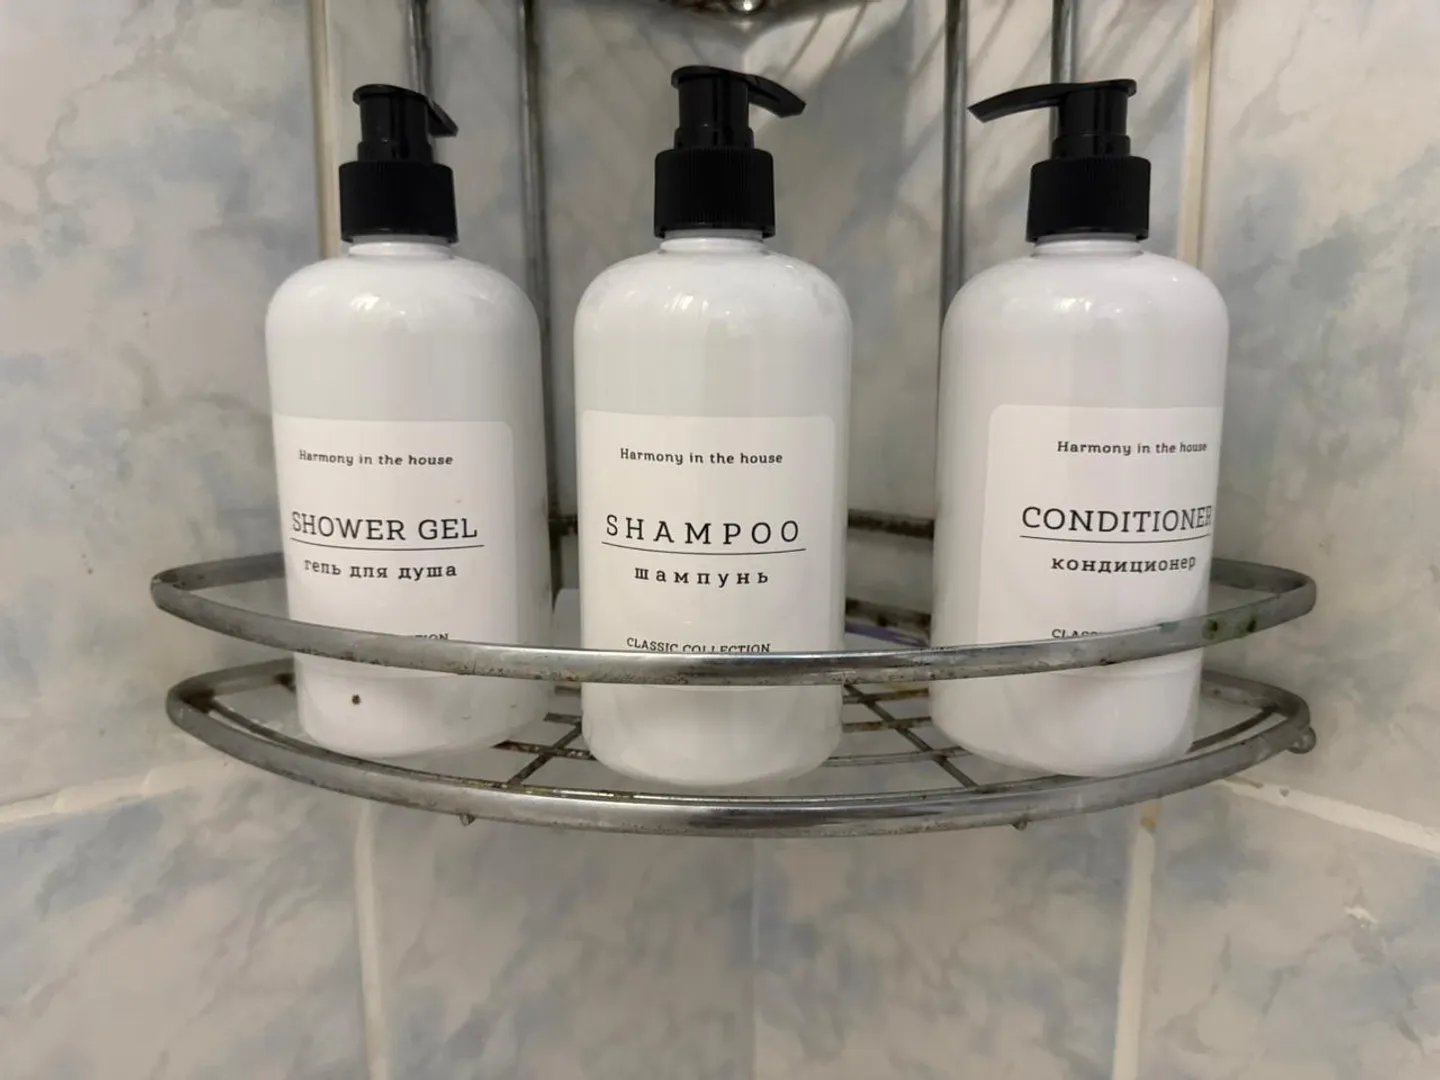 Harmony in the house
SHOWER GEL
гель для душа
Harmony in the house
SHAMPOO
шампунь
CLASSIC COLLECTION
Harmony in the house
CONDITIONER
кондиционер